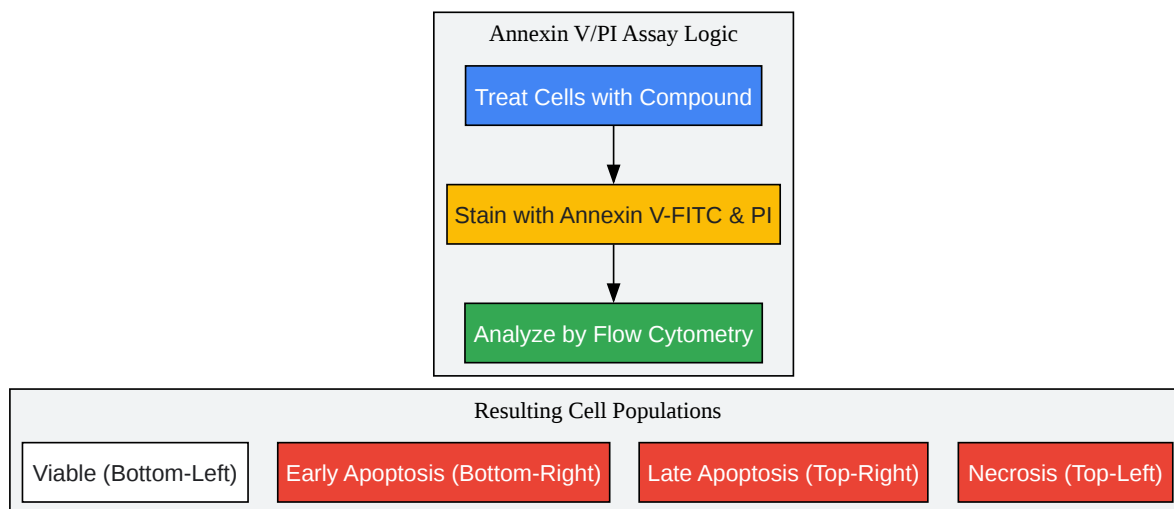 Annexin V/PI Assay Logic
Treat Cells with Compound
Stain with Annexin V-FITC & PI
Analyze by Flow Cytometry
Resulting Cell Populations
Viable (Bottom-Left)
Early Apoptosis (Bottom-Right)
Late Apoptosis (Top-Right)
Necrosis (Top-Left)